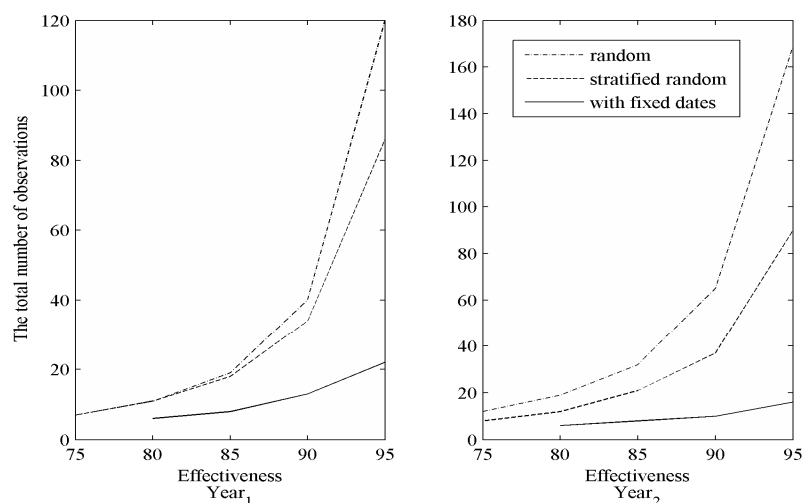 The total number of observations
120
100
80
60
40
20
0
75 80 85 90 95
Effectiveness
Year1
180
160
140
120
100
80
60
40
20
0
random
stratified random
with fixed dates
75 80 85 90 95
Effectiveness
Year2